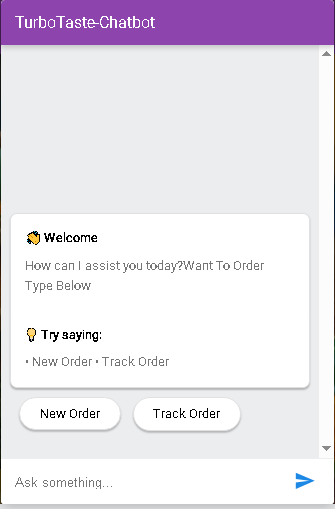 TurboTaste-Chatbot
👋 Welcome
How can I assist you today?Want To Order
Type Below
💡 Try saying:
• New Order • Track Order
New Order Track Order
Ask something...